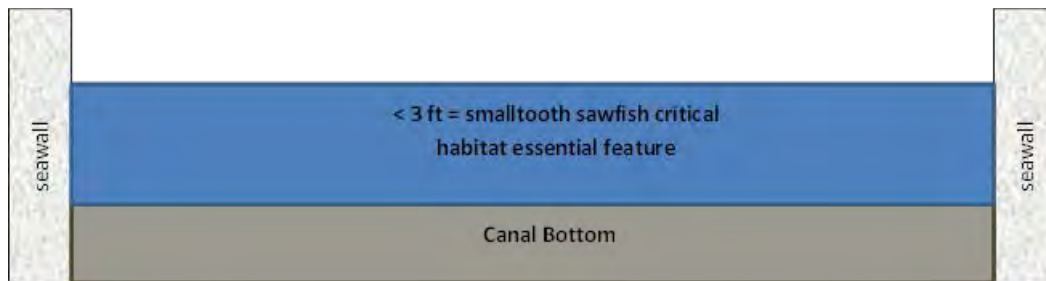 seawall
< 3 ft = smalltooth sawfish critical
habitat essential feature
Canal Bottom
seawall